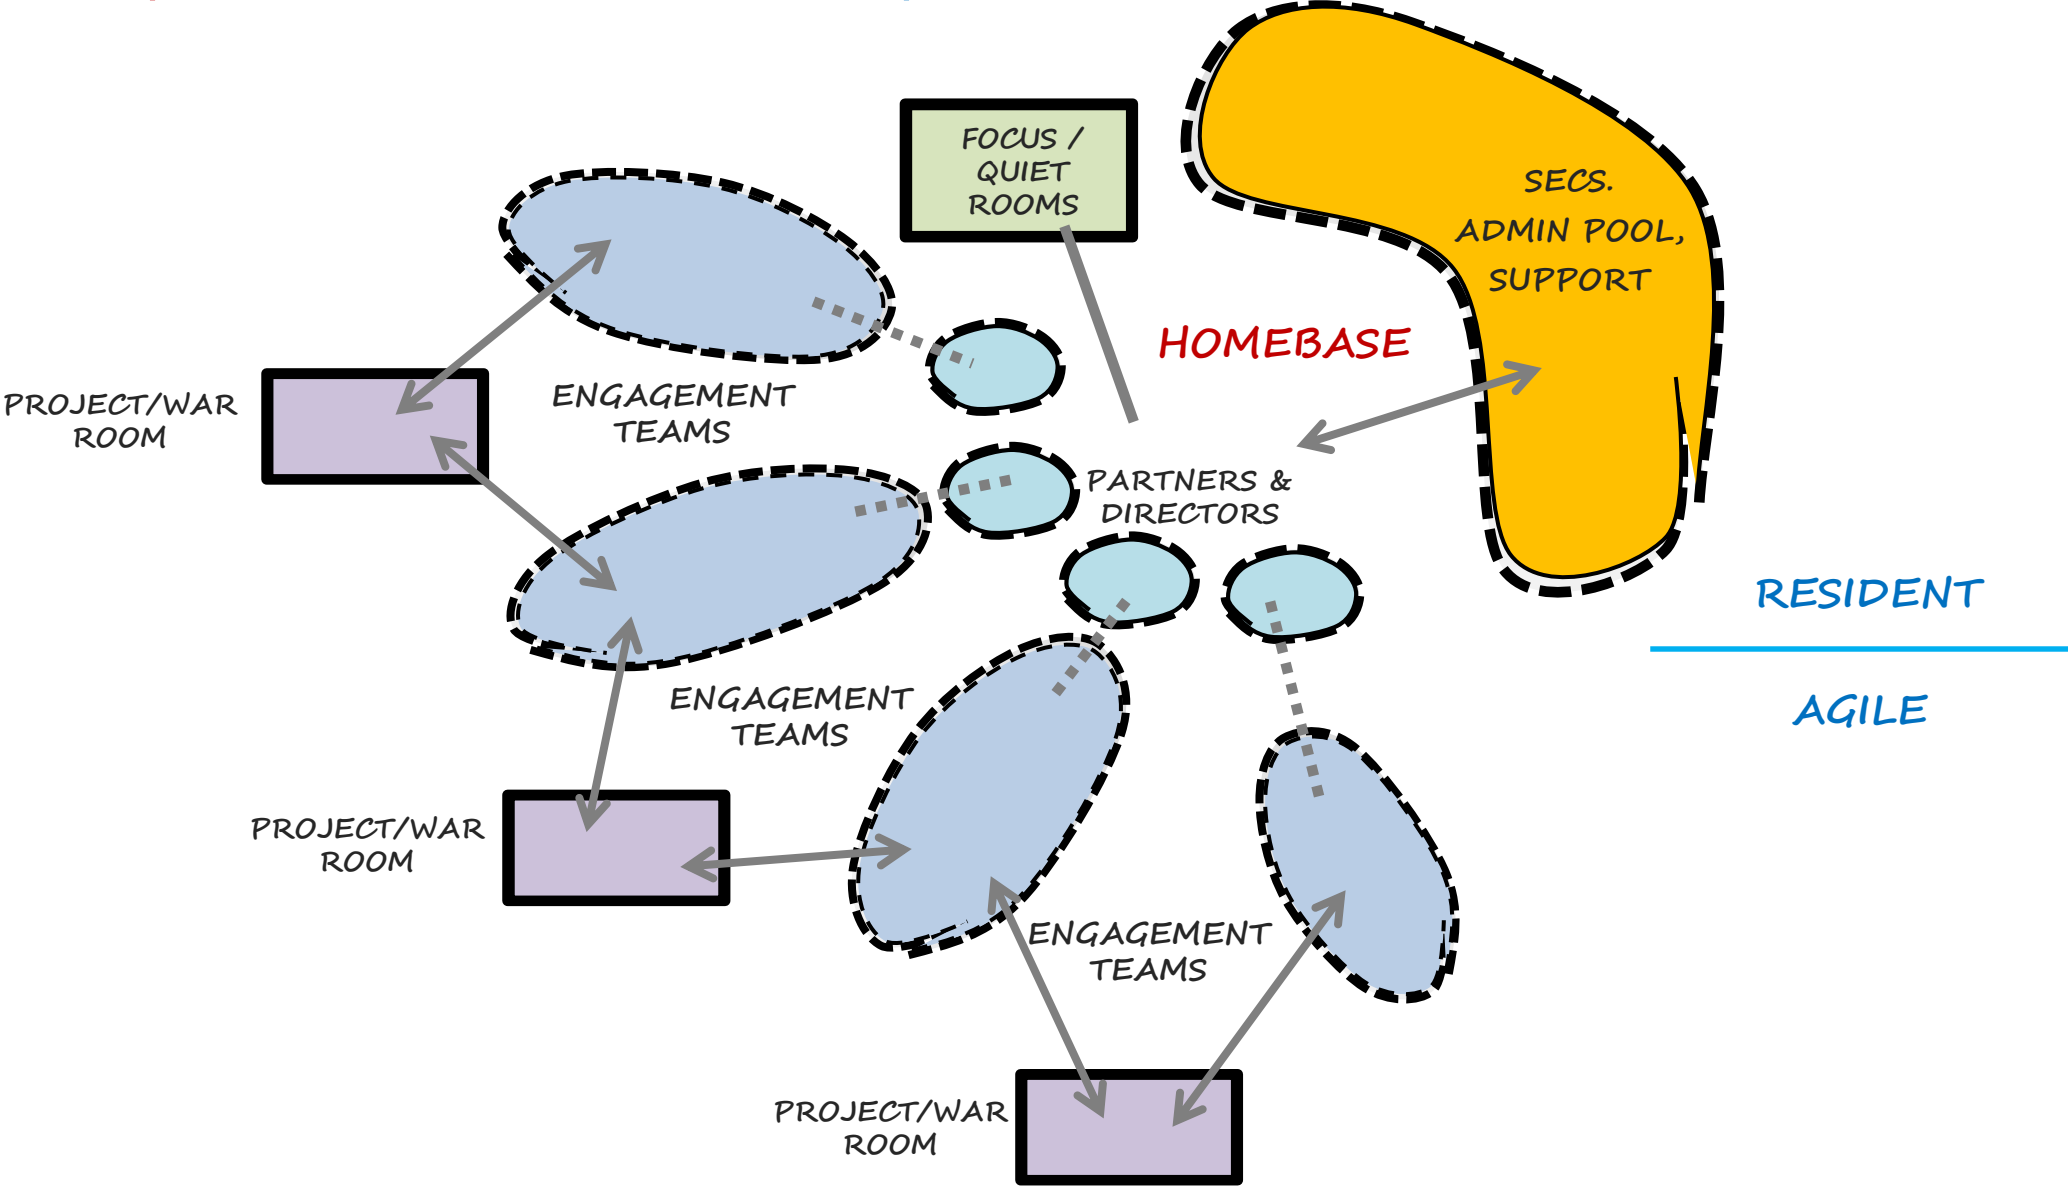 FOCUS /
QUIET
ROOMS
SECS.
ADMIN POOL,
SUPPORT
HOMEBASE
PROJECT/WAR
ROOM
ENGAGEMENT
TEAMS
PARTNERS &
DIRECTORS
RESIDENT
AGILE
ENGAGEMENT
TEAMS
PROJECT/WAR
ROOM
ENGAGEMENT
TEAMS
PROJECT/WAR
ROOM